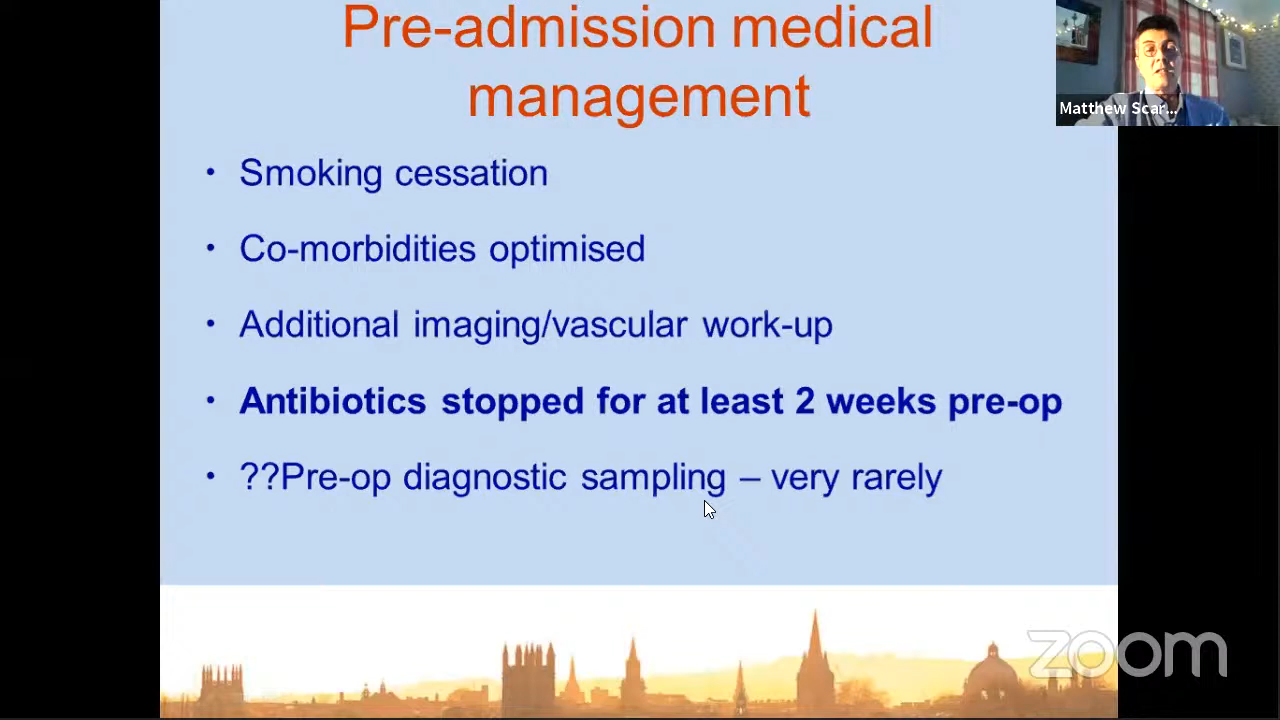 Pre-admission medical
management
Matthew Scar...
• Smoking cessation
• Co-morbidities optimised
• Additional imaging/vascular work-up
• Antibiotics stopped for at least 2 weeks pre-op
• ??Pre-op diagnostic sampling – very rarely
zoom